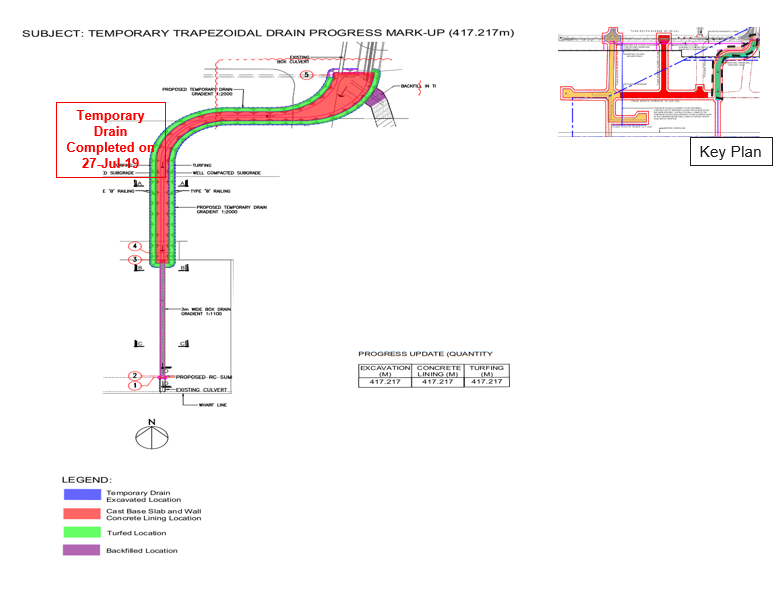 SUBJECT: TEMPORARY TRAPEZOIDAL DRAIN PROGRESS MARK-UP (417.217m)
EXISTING
BOX CULVERT
5
PROPOSED TEMPORARY DRAIN
GRADIENT 1:2000
BACKFILL IN TI
Temporary
Drain
Completed on
27-Jul-19
TURFING
D SUBGRADE
WELL COMPACTED SUBGRADE
A
A
E "B" RAILING
TYPE "B" RAILING
PROPOSED TEMPORARY DRAIN
GRADIENT 1:2000
4
3
B
B
3m WIDE BOX DRAIN
GRADIENT 1:1100
C
C
2
PROPOSED RC SUM
1
EXISTING CULVERT
WHARF LINE
N
Key Plan
PROGRESS UPDATE (QUANTITY
EXCAVATION (M)
CONCRETE LINING (M)
TURFING (M)
417.217
417.217
417.217
LEGEND:
Temporary Drain
Excavated Location
Cast Base Slab and Wall
Concrete Lining Location
Turfed Location
Backfilled Location